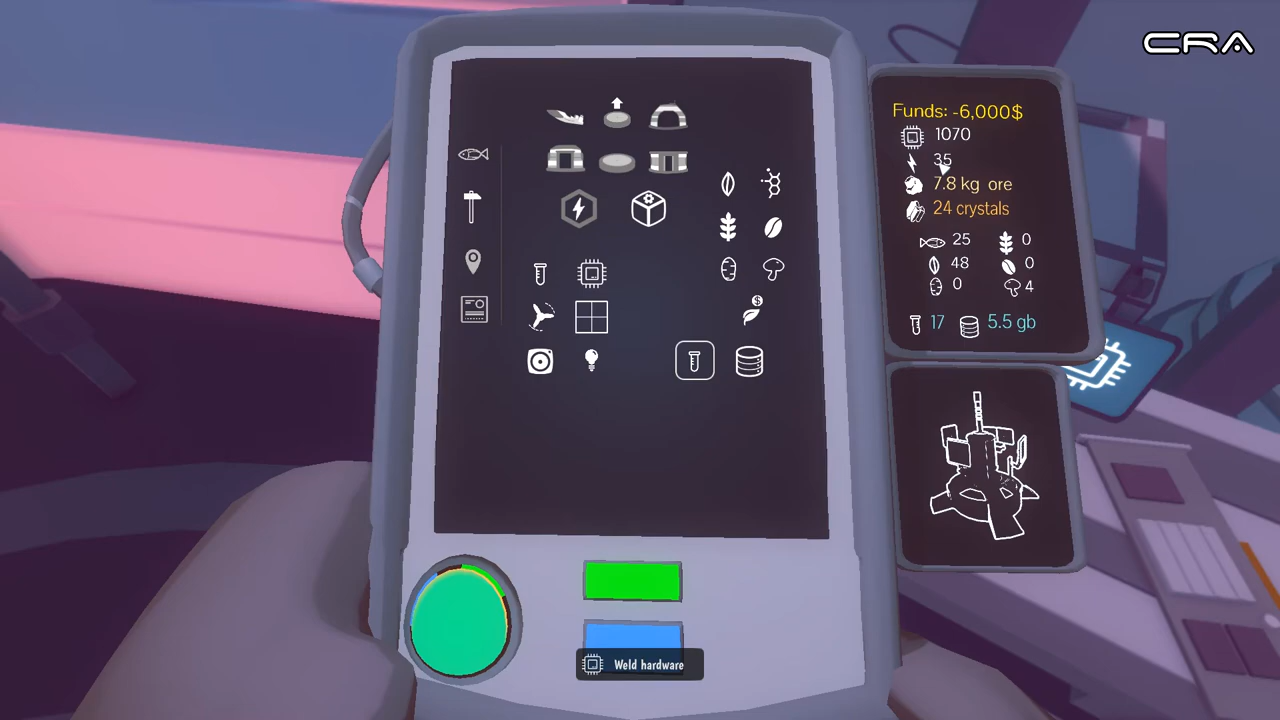 CRA
Funds: -6,000$
1070
35
7.8 kg ore
24 crystals
25 0
48 0
0 4
17 5.5 gb
Weld hardware